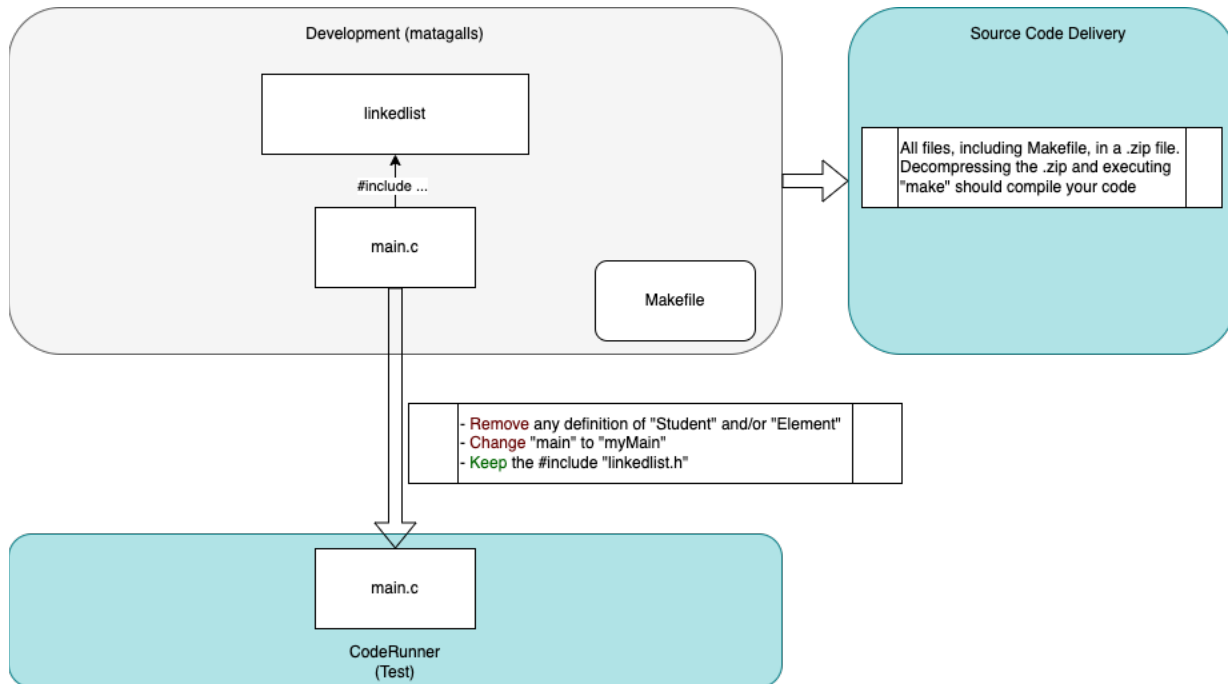 Development (matagalls)
linkedlist
#include ...
main.c
Makefile
Source Code Delivery
All files, including Makefile, in a .zip file.
Decompressing the .zip and executing
"make" should compile your code
- Remove any definition of "Student" and/or "Element"
- Change "main" to "myMain"
- Keep the #include "linkedlist.h"
main.c
CodeRunner
(Test)